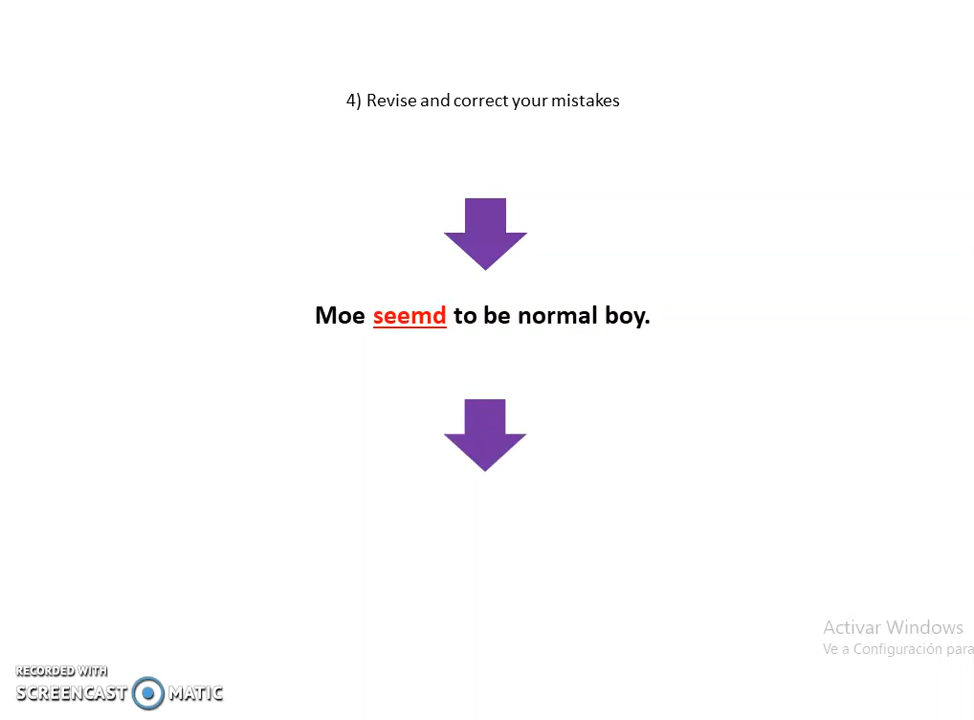 4) Revise and correct your mistakes
Moe seemd to be normal boy.
Activar Windows
Ve a Configuración para
RECORDED WITH
SCREENCAST MATIC